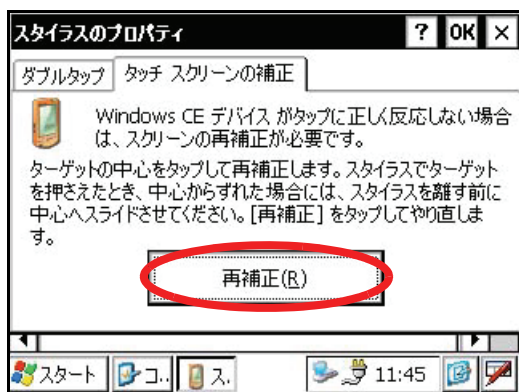 スタイラスのプロパティ ? OK ×
ダブルタップ タッチ スクリーンの補正
Windows CE デバイス がタップに正しく反応しない場合
は、スクリーンの再補正が必要です。
ターゲットの中心をタップして再補正します。スタイラスでターゲット
を押さえたとき、中心からずれた場合には、スタイラスを離す前に
中心へスライドさせてください。[再補正] をタップしてやり直しま
す。
再補正(R)
スタート コ.. ス. 11:45